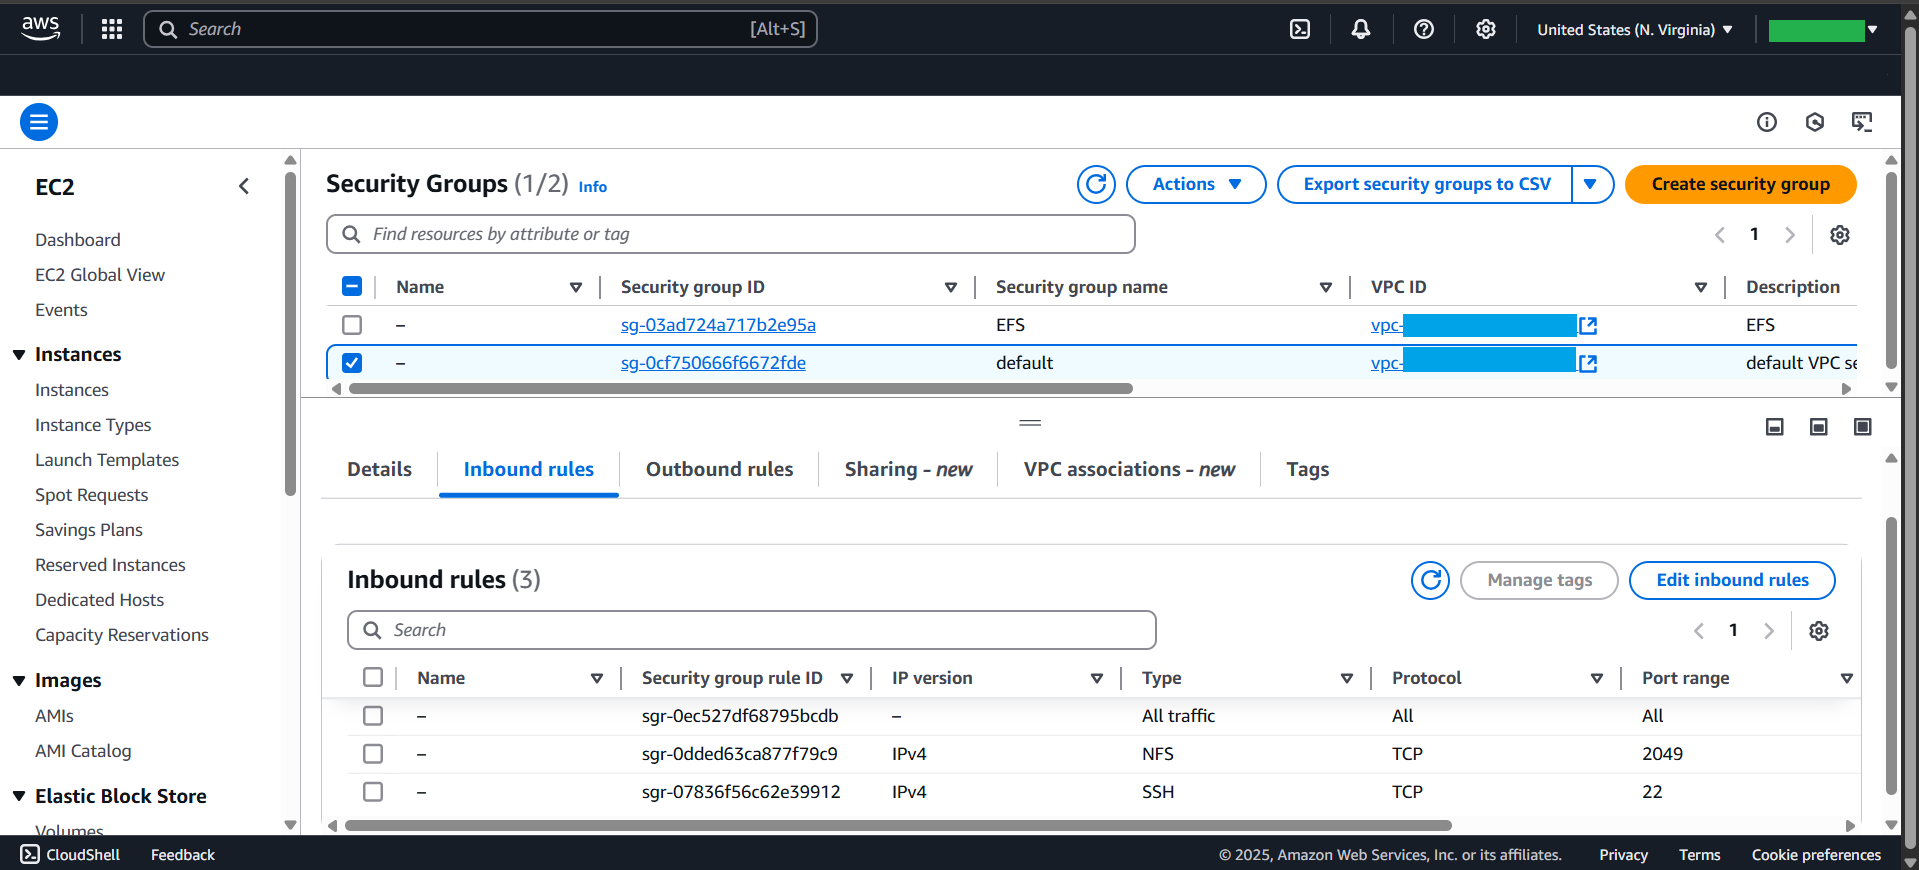 aws Search [Alt+S] United States (N. Virginia)
EC2
Dashboard
EC2 Global View
Events
Instances
Instances
Instance Types
Launch Templates
Spot Requests
Savings Plans
Reserved Instances
Dedicated Hosts
Capacity Reservations
Images
AMIs
AMI Catalog
Elastic Block Store
Volumes
Security Groups (1/2) Info Actions Export security groups to CSV Create security group
Find resources by attribute or tag 1
Name Security group ID Security group name VPC ID Description
– sg-03ad724a717b2e95a EFS vpc- EFS
– sg-0cf750666f6672fde default vpc- default VPC se
Details Inbound rules Outbound rules Sharing - new VPC associations - new Tags
Inbound rules (3) Manage tags Edit inbound rules
Search 1
Name Security group rule ID IP version Type Protocol Port range
– sgr-0ec527df68795bcdb – All traffic All All
– sgr-0dded63ca877f79c9 IPv4 NFS TCP 2049
– sgr-07836f56c62e39912 IPv4 SSH TCP 22
CloudShell Feedback © 2025, Amazon Web Services, Inc. or its affiliates. Privacy Terms Cookie preferences